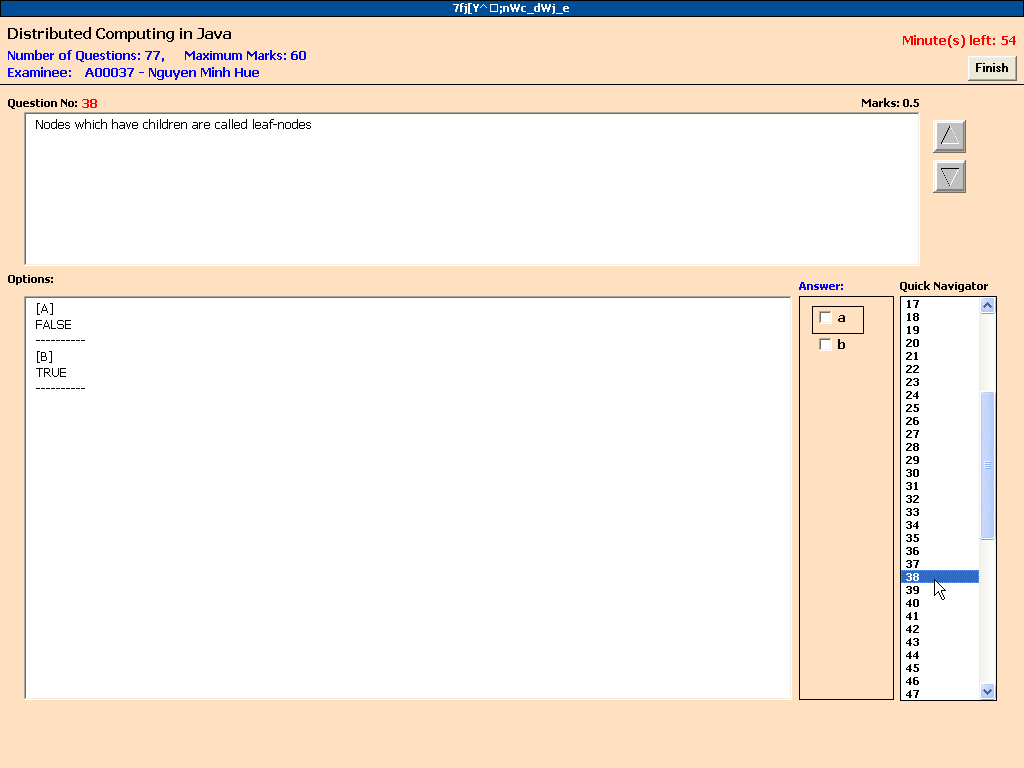 7fj[Y^ □;nWc_dWj_e
Distributed Computing in Java
Number of Questions: 77, Maximum Marks: 60
Minute(s) left: 54
Examinee: A00037 - Nguyen Minh Hue
Finish
Question No: 38
Marks: 0.5
Nodes which have children are called leaf-nodes
Options:
Answer:
Quick Navigator
[A]
FALSE
----------
[B]
TRUE
----------
a
b
17
18
19
20
21
22
23
24
25
26
27
28
29
30
31
32
33
34
35
36
37
38
39
40
41
42
43
44
45
46
47